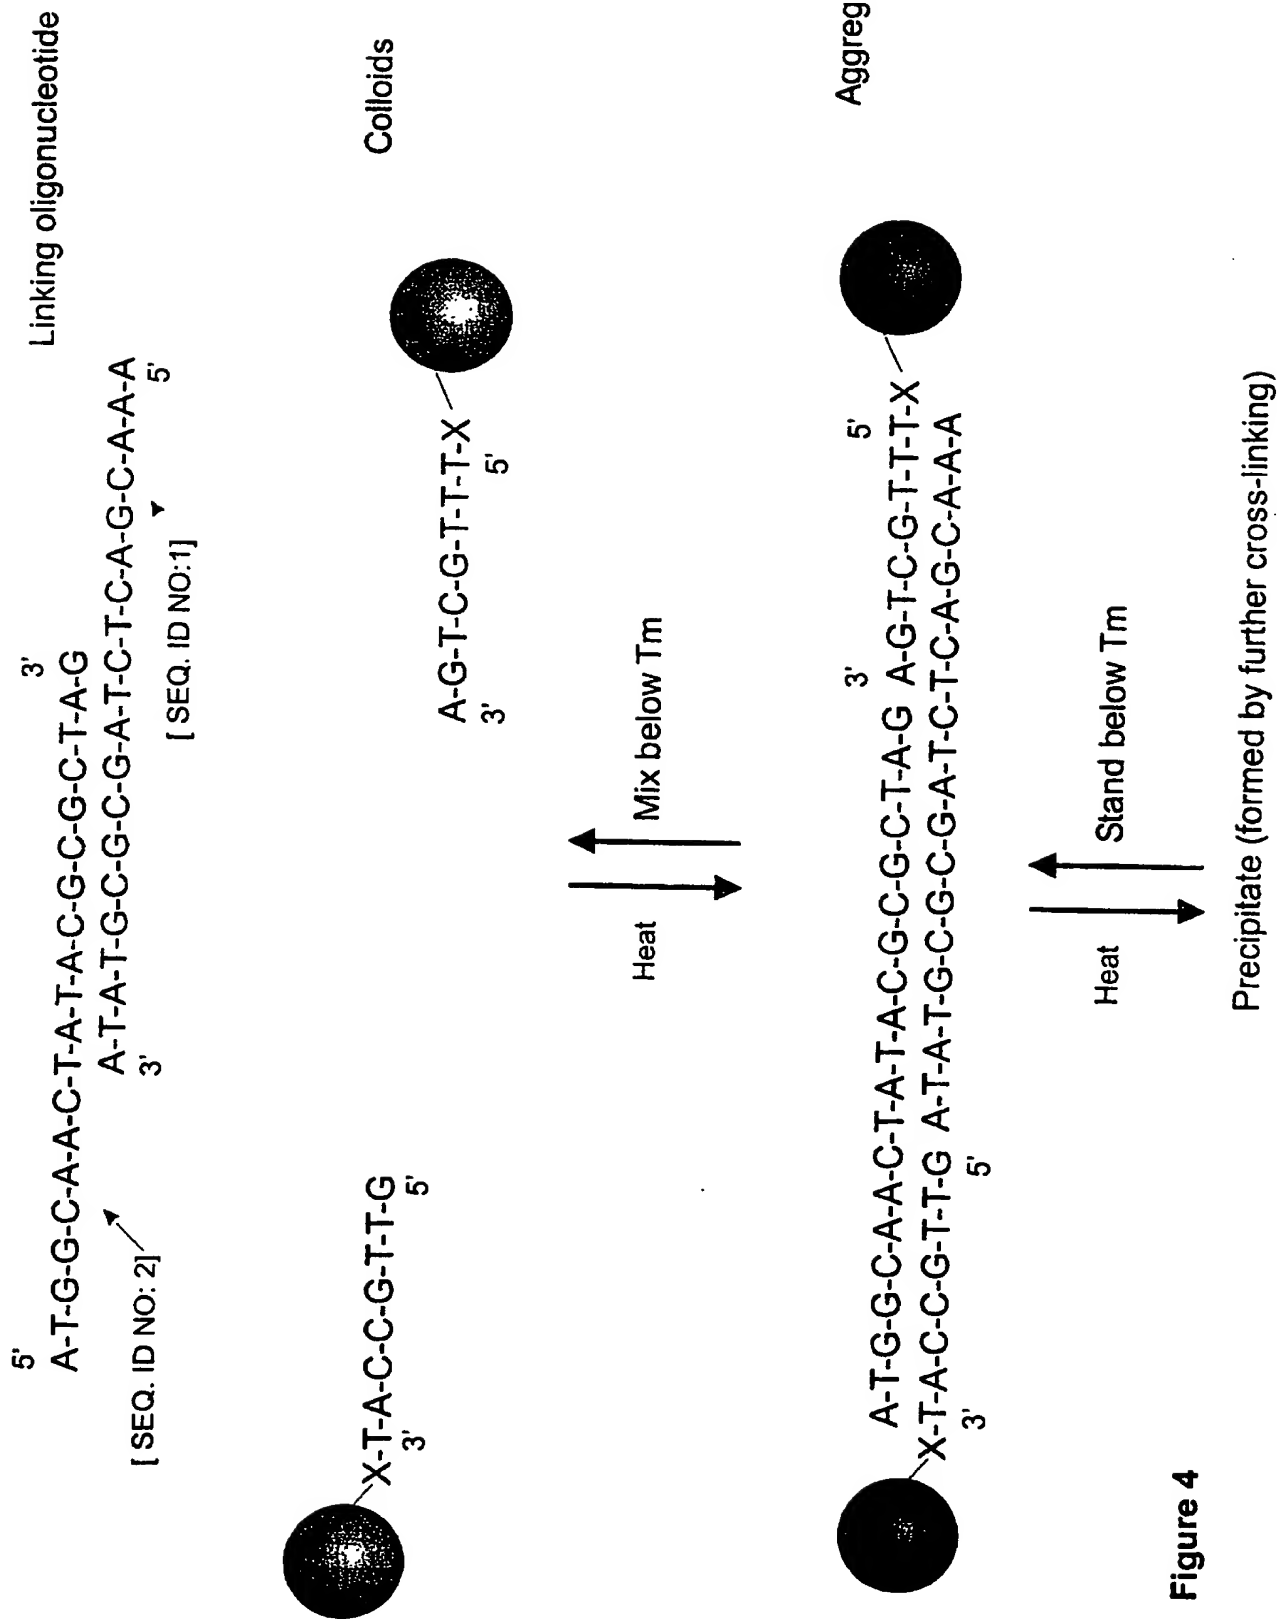 Linking oligonucleotide
5' 3'
A-T-G-G-C-A-A-C-T-A-T-A-C-G-C-G-C-T-A-G
A-T-A-T-G-C-G-C-G-A-T-C-T-C-A-G-C-A-A-A
3' 5'
[SEQ. ID NO: 2]
[SEQ. ID NO:1]
Colloids
X-T-A-C-C-G-T-T-G
3' 5'
A-G-T-C-G-T-T-T-X
3' 5'
Heat
Mix below Tm
Aggreg
3' 5'
A-T-G-G-C-A-A-C-T-A-T-A-C-G-C-G-C-T-A-G A-G-T-C-G-T-T-T-X
X-T-A-C-C-G-T-T-G A-T-A-T-G-C-G-C-G-A-T-C-T-C-A-G-C-A-A-A
3' 5'
Heat
Stand below Tm
Precipitate (formed by further cross-linking)
Figure 4